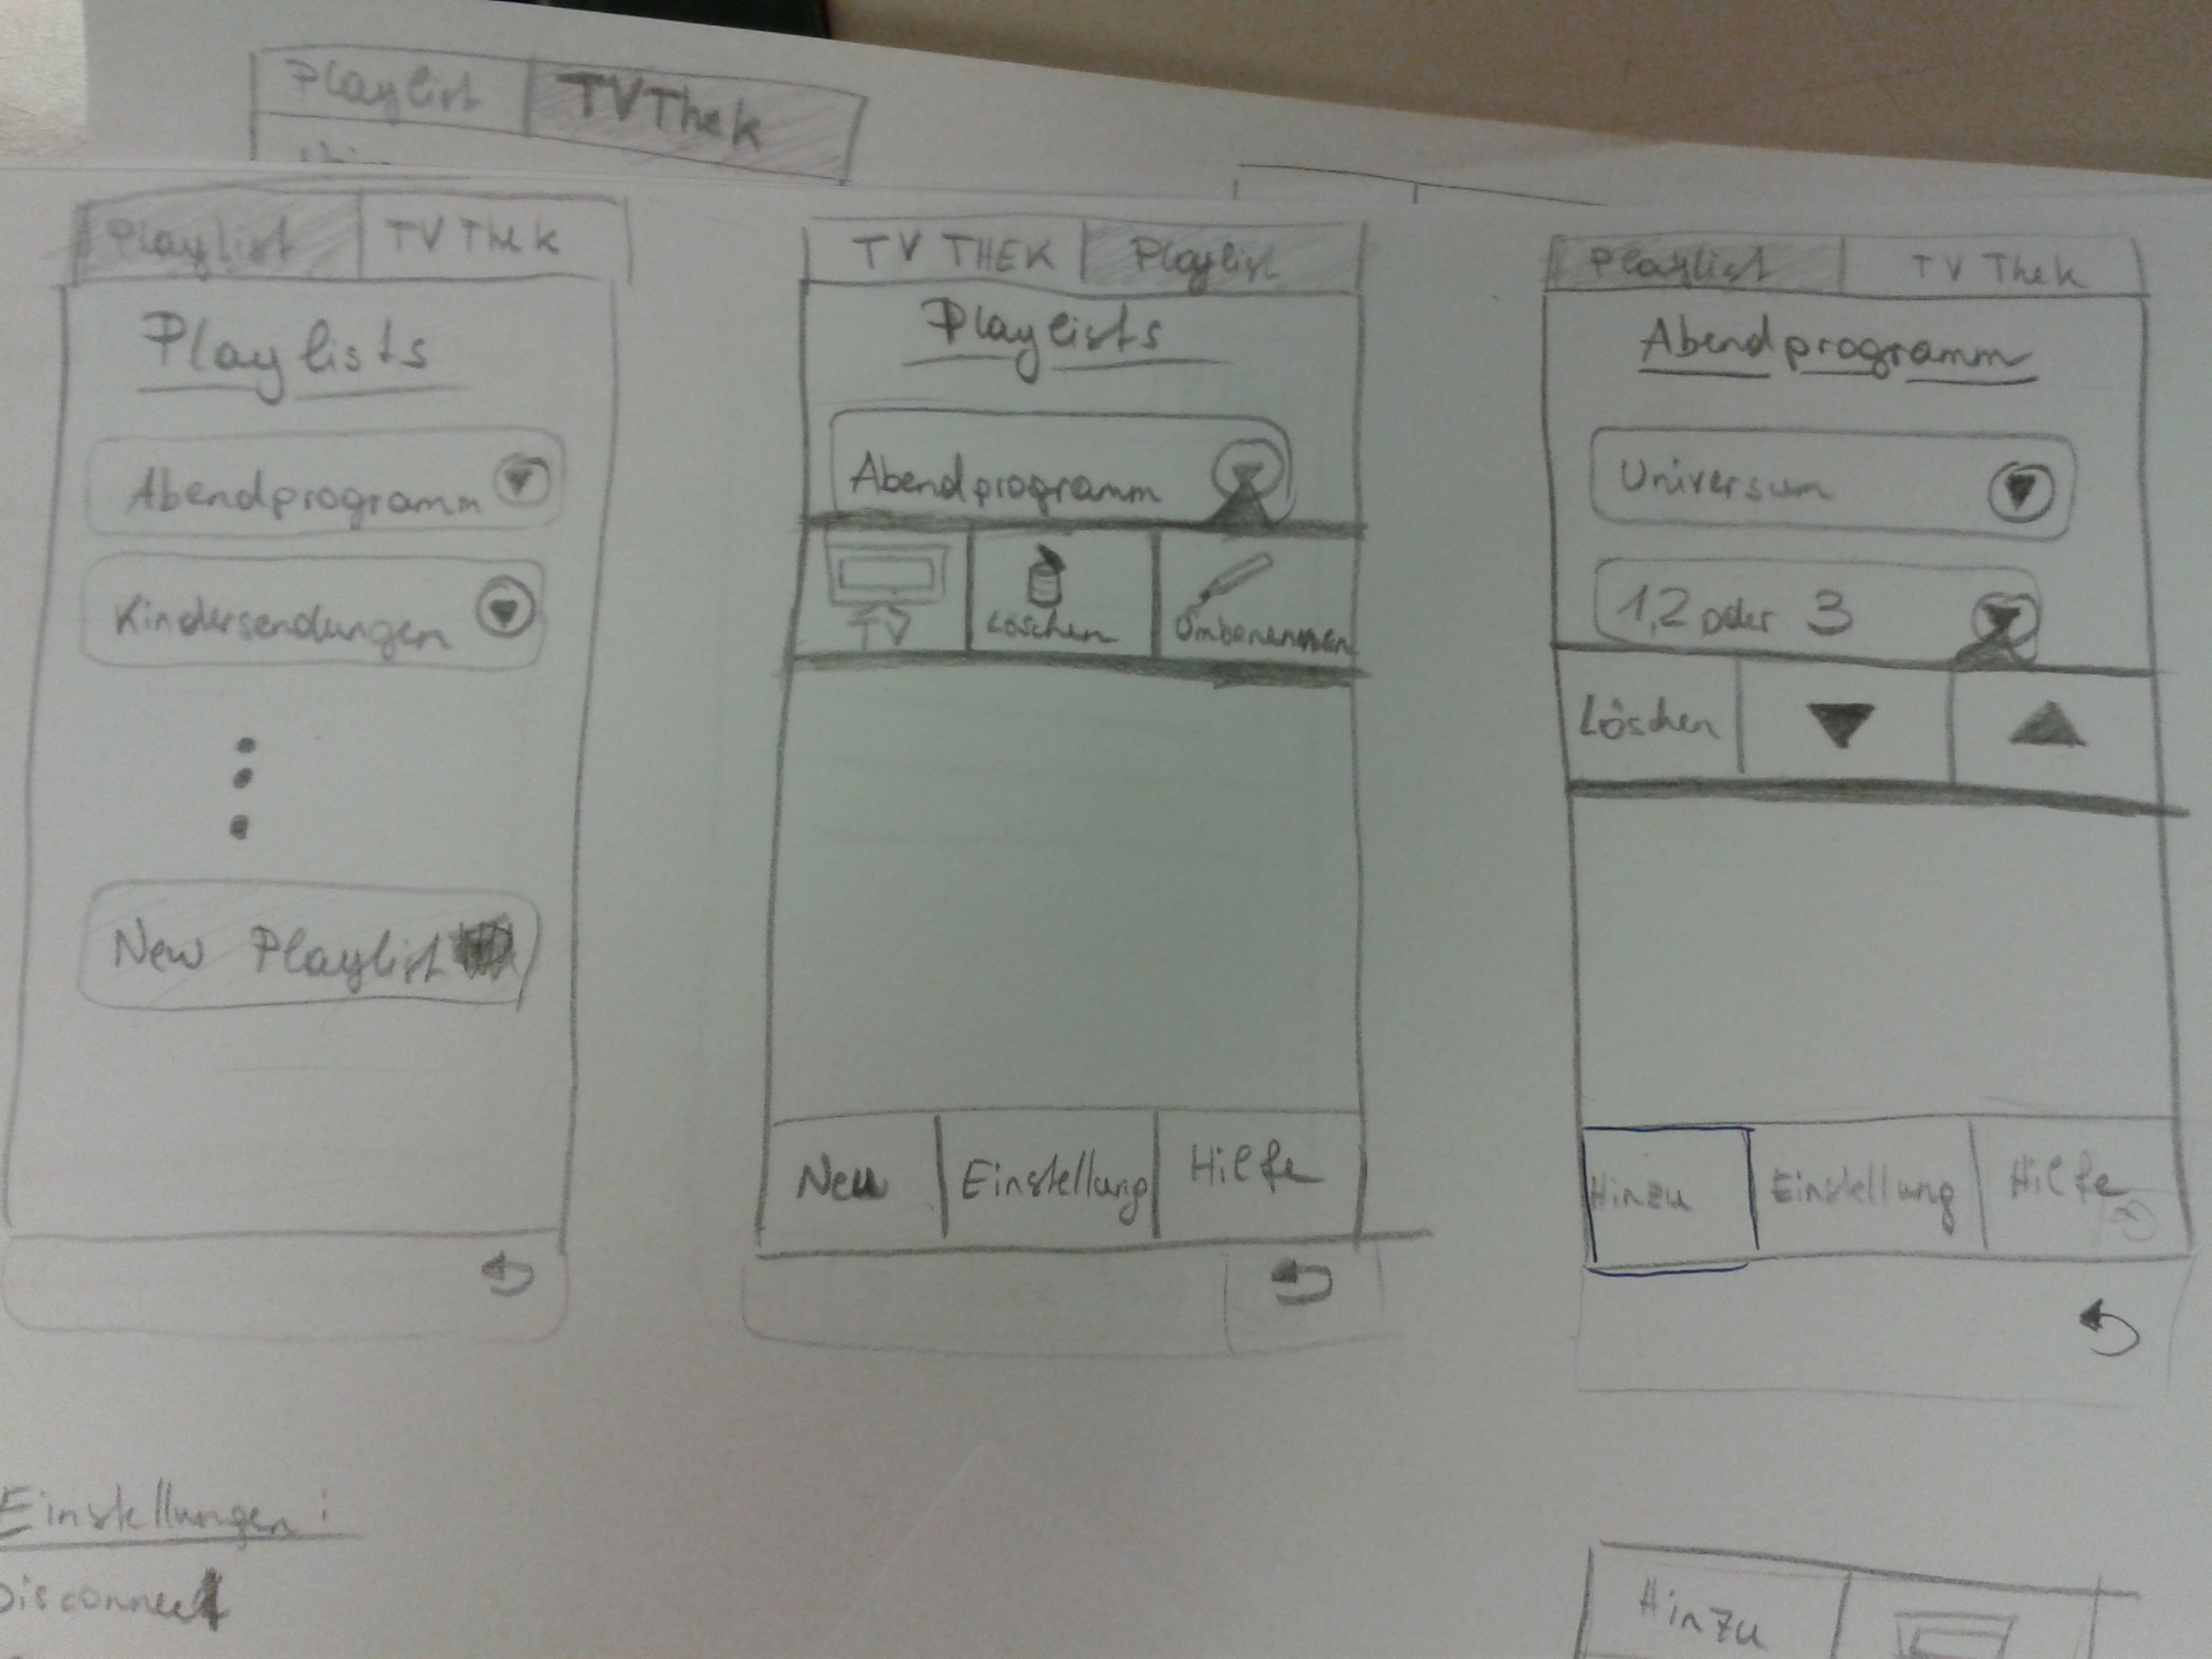 Playlist TVThek
Playlist TV Thek
Playlists
Abendprogramm
Kindersendungen
New Playlist
TV THEK Playlist
Playlists
Abendprogramm
TV Löschen Umbenennen
Neu Einstellung Hilfe
Playlist TV Thek
Abendprogramm
Universum
1,2 oder 3
Löschen
Hinzu Einstellung Hilfe
Einstellungen:
Disconnect
Hinzu